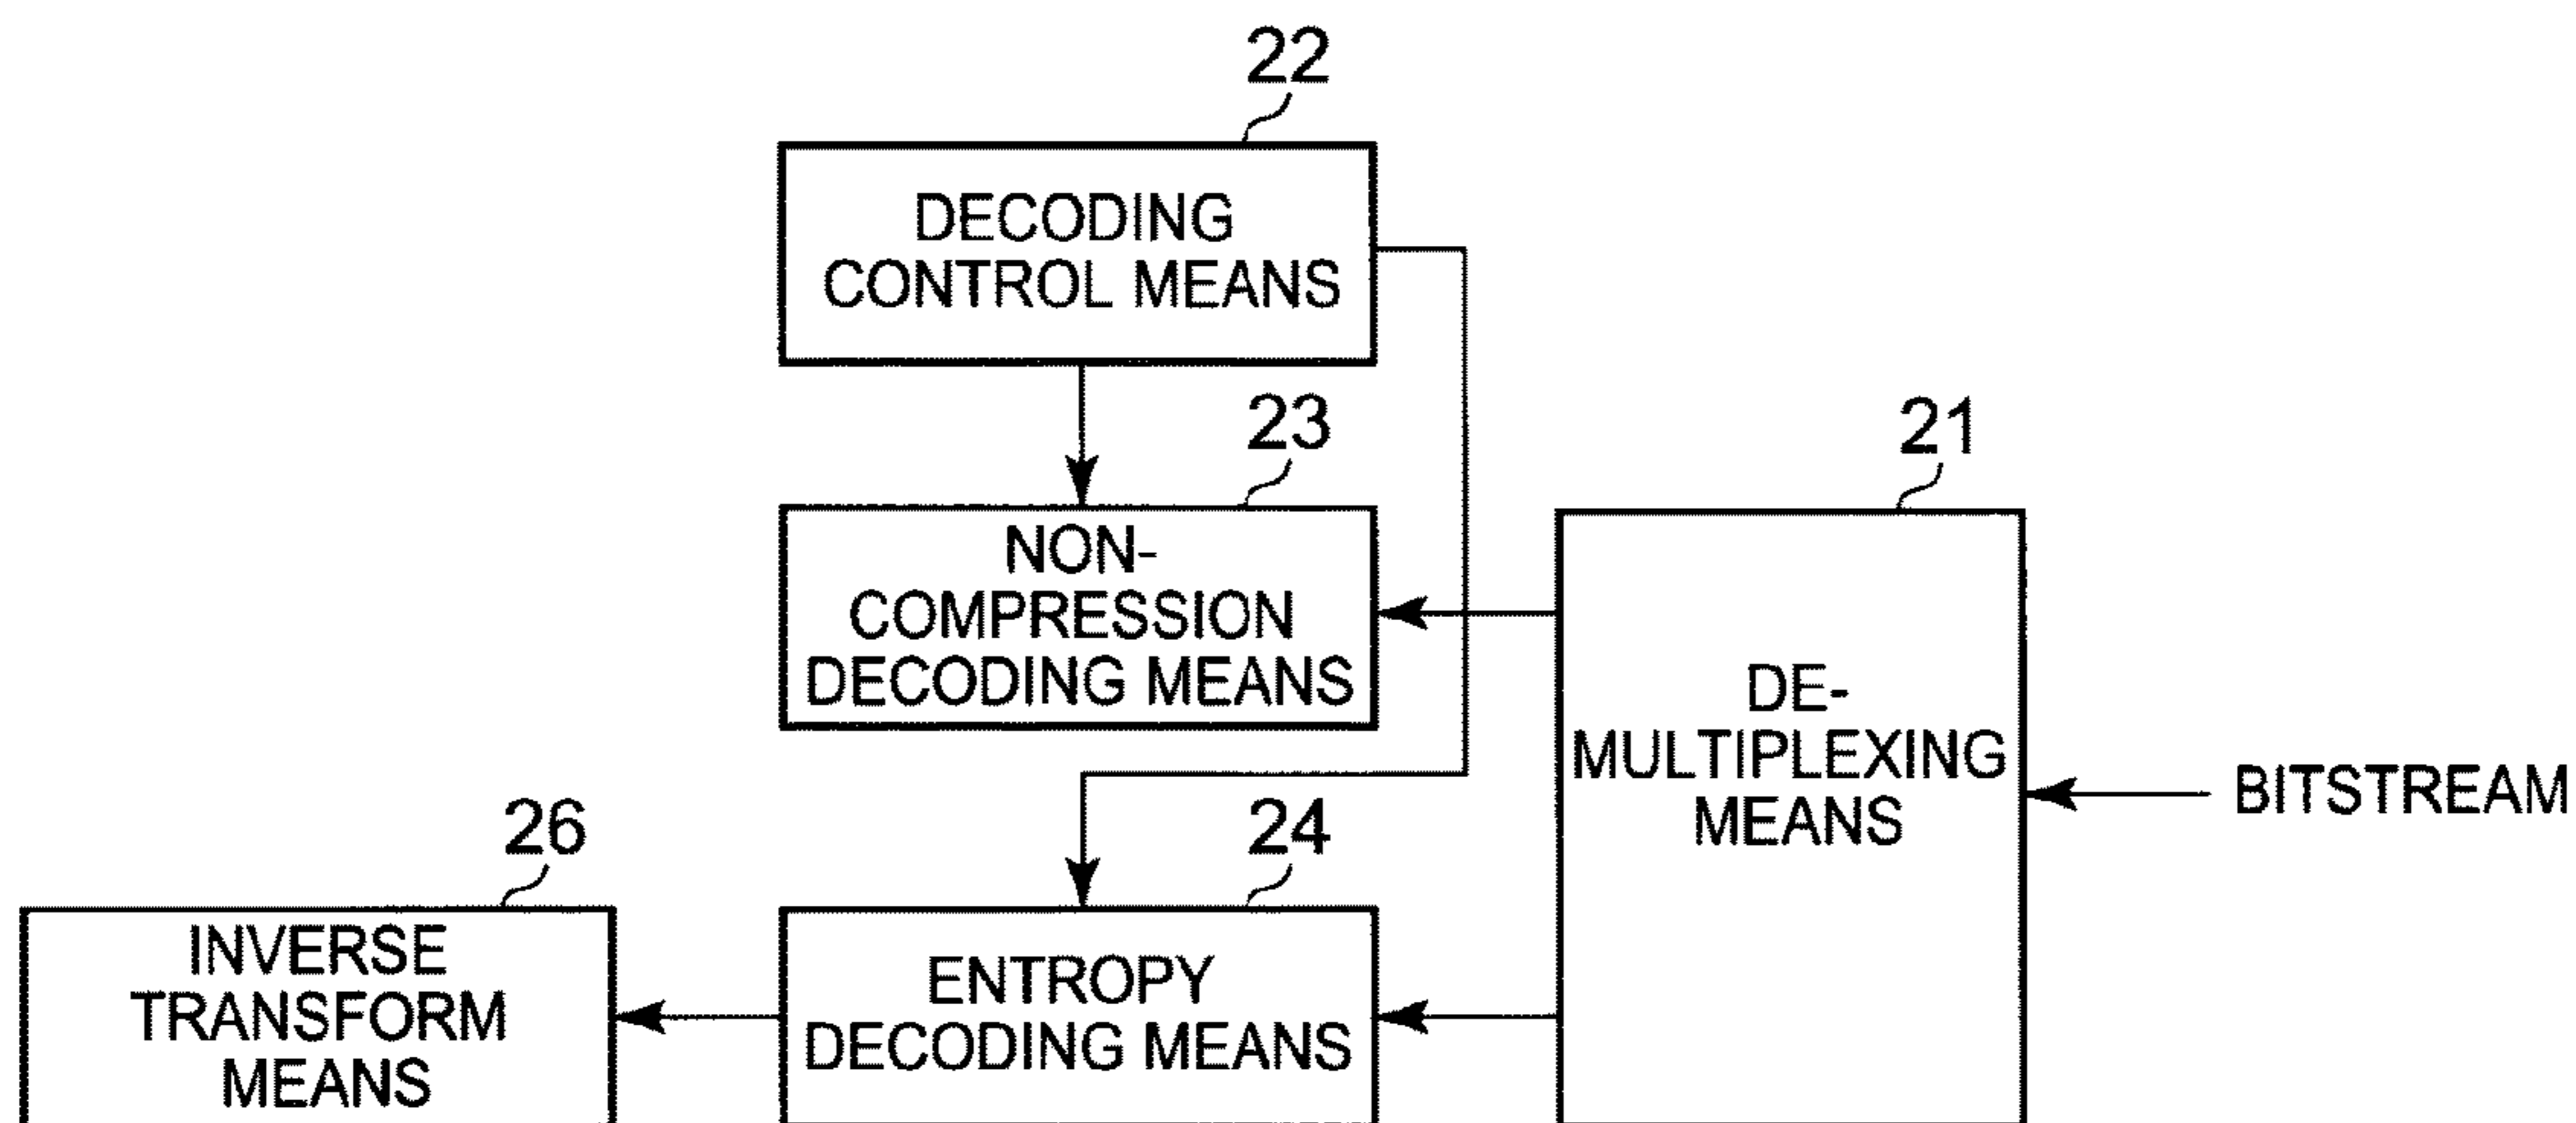 22
DECODING
CONTROL MEANS
23
NON-
COMPRESSION
DECODING MEANS
21
DE-
MULTIPLEXING
MEANS
BITSTREAM
26
INVERSE
TRANSFORM
MEANS
24
ENTROPY
DECODING MEANS